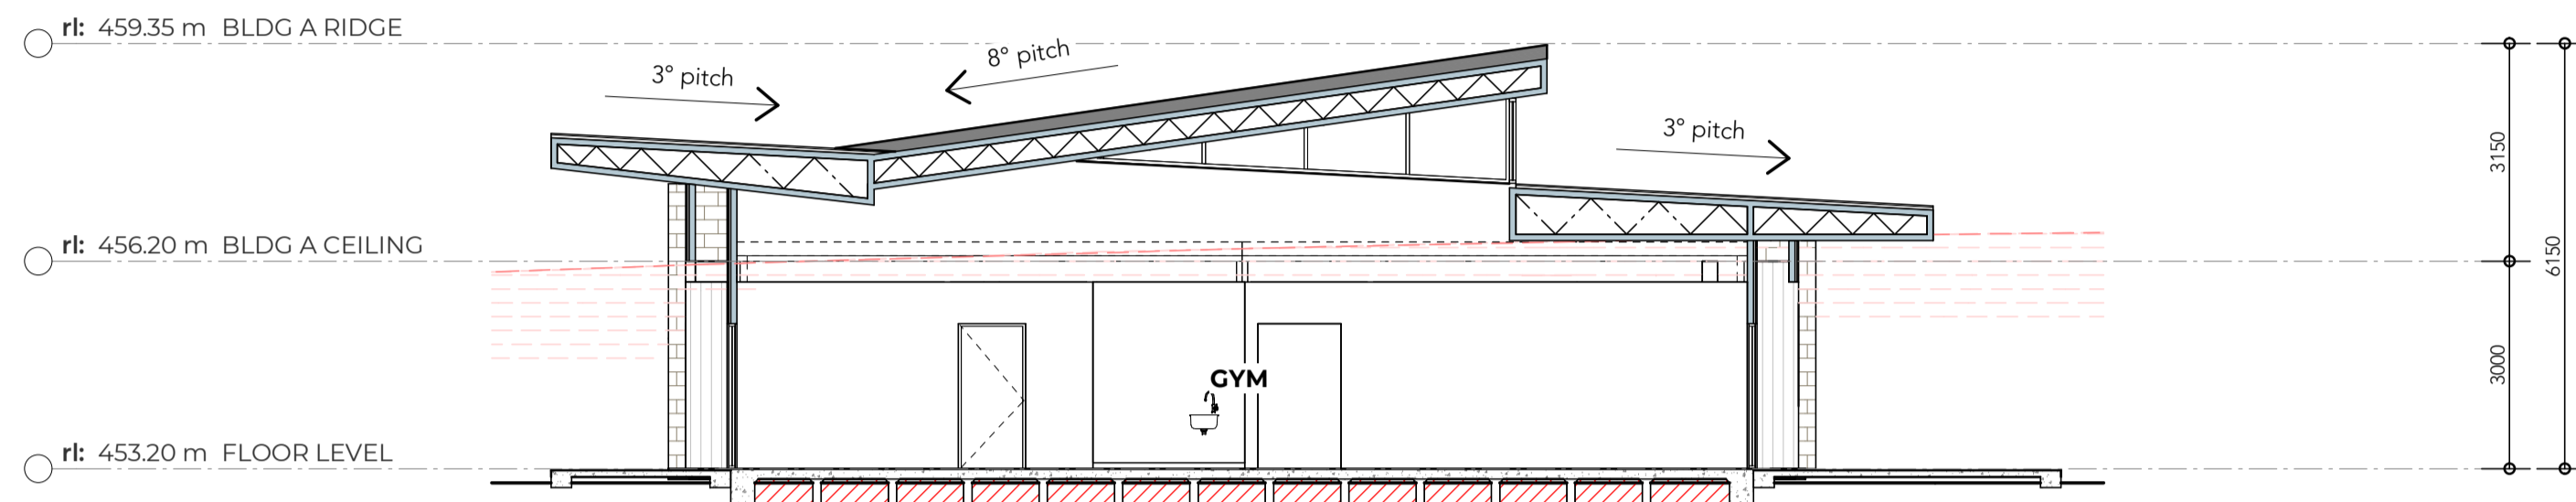 rl: 459.35 m BLDG A RIDGE
3° pitch
8° pitch
3° pitch
3150
rl: 456.20 m BLDG A CEILING
6150
3000
GYM
rl: 453.20 m FLOOR LEVEL